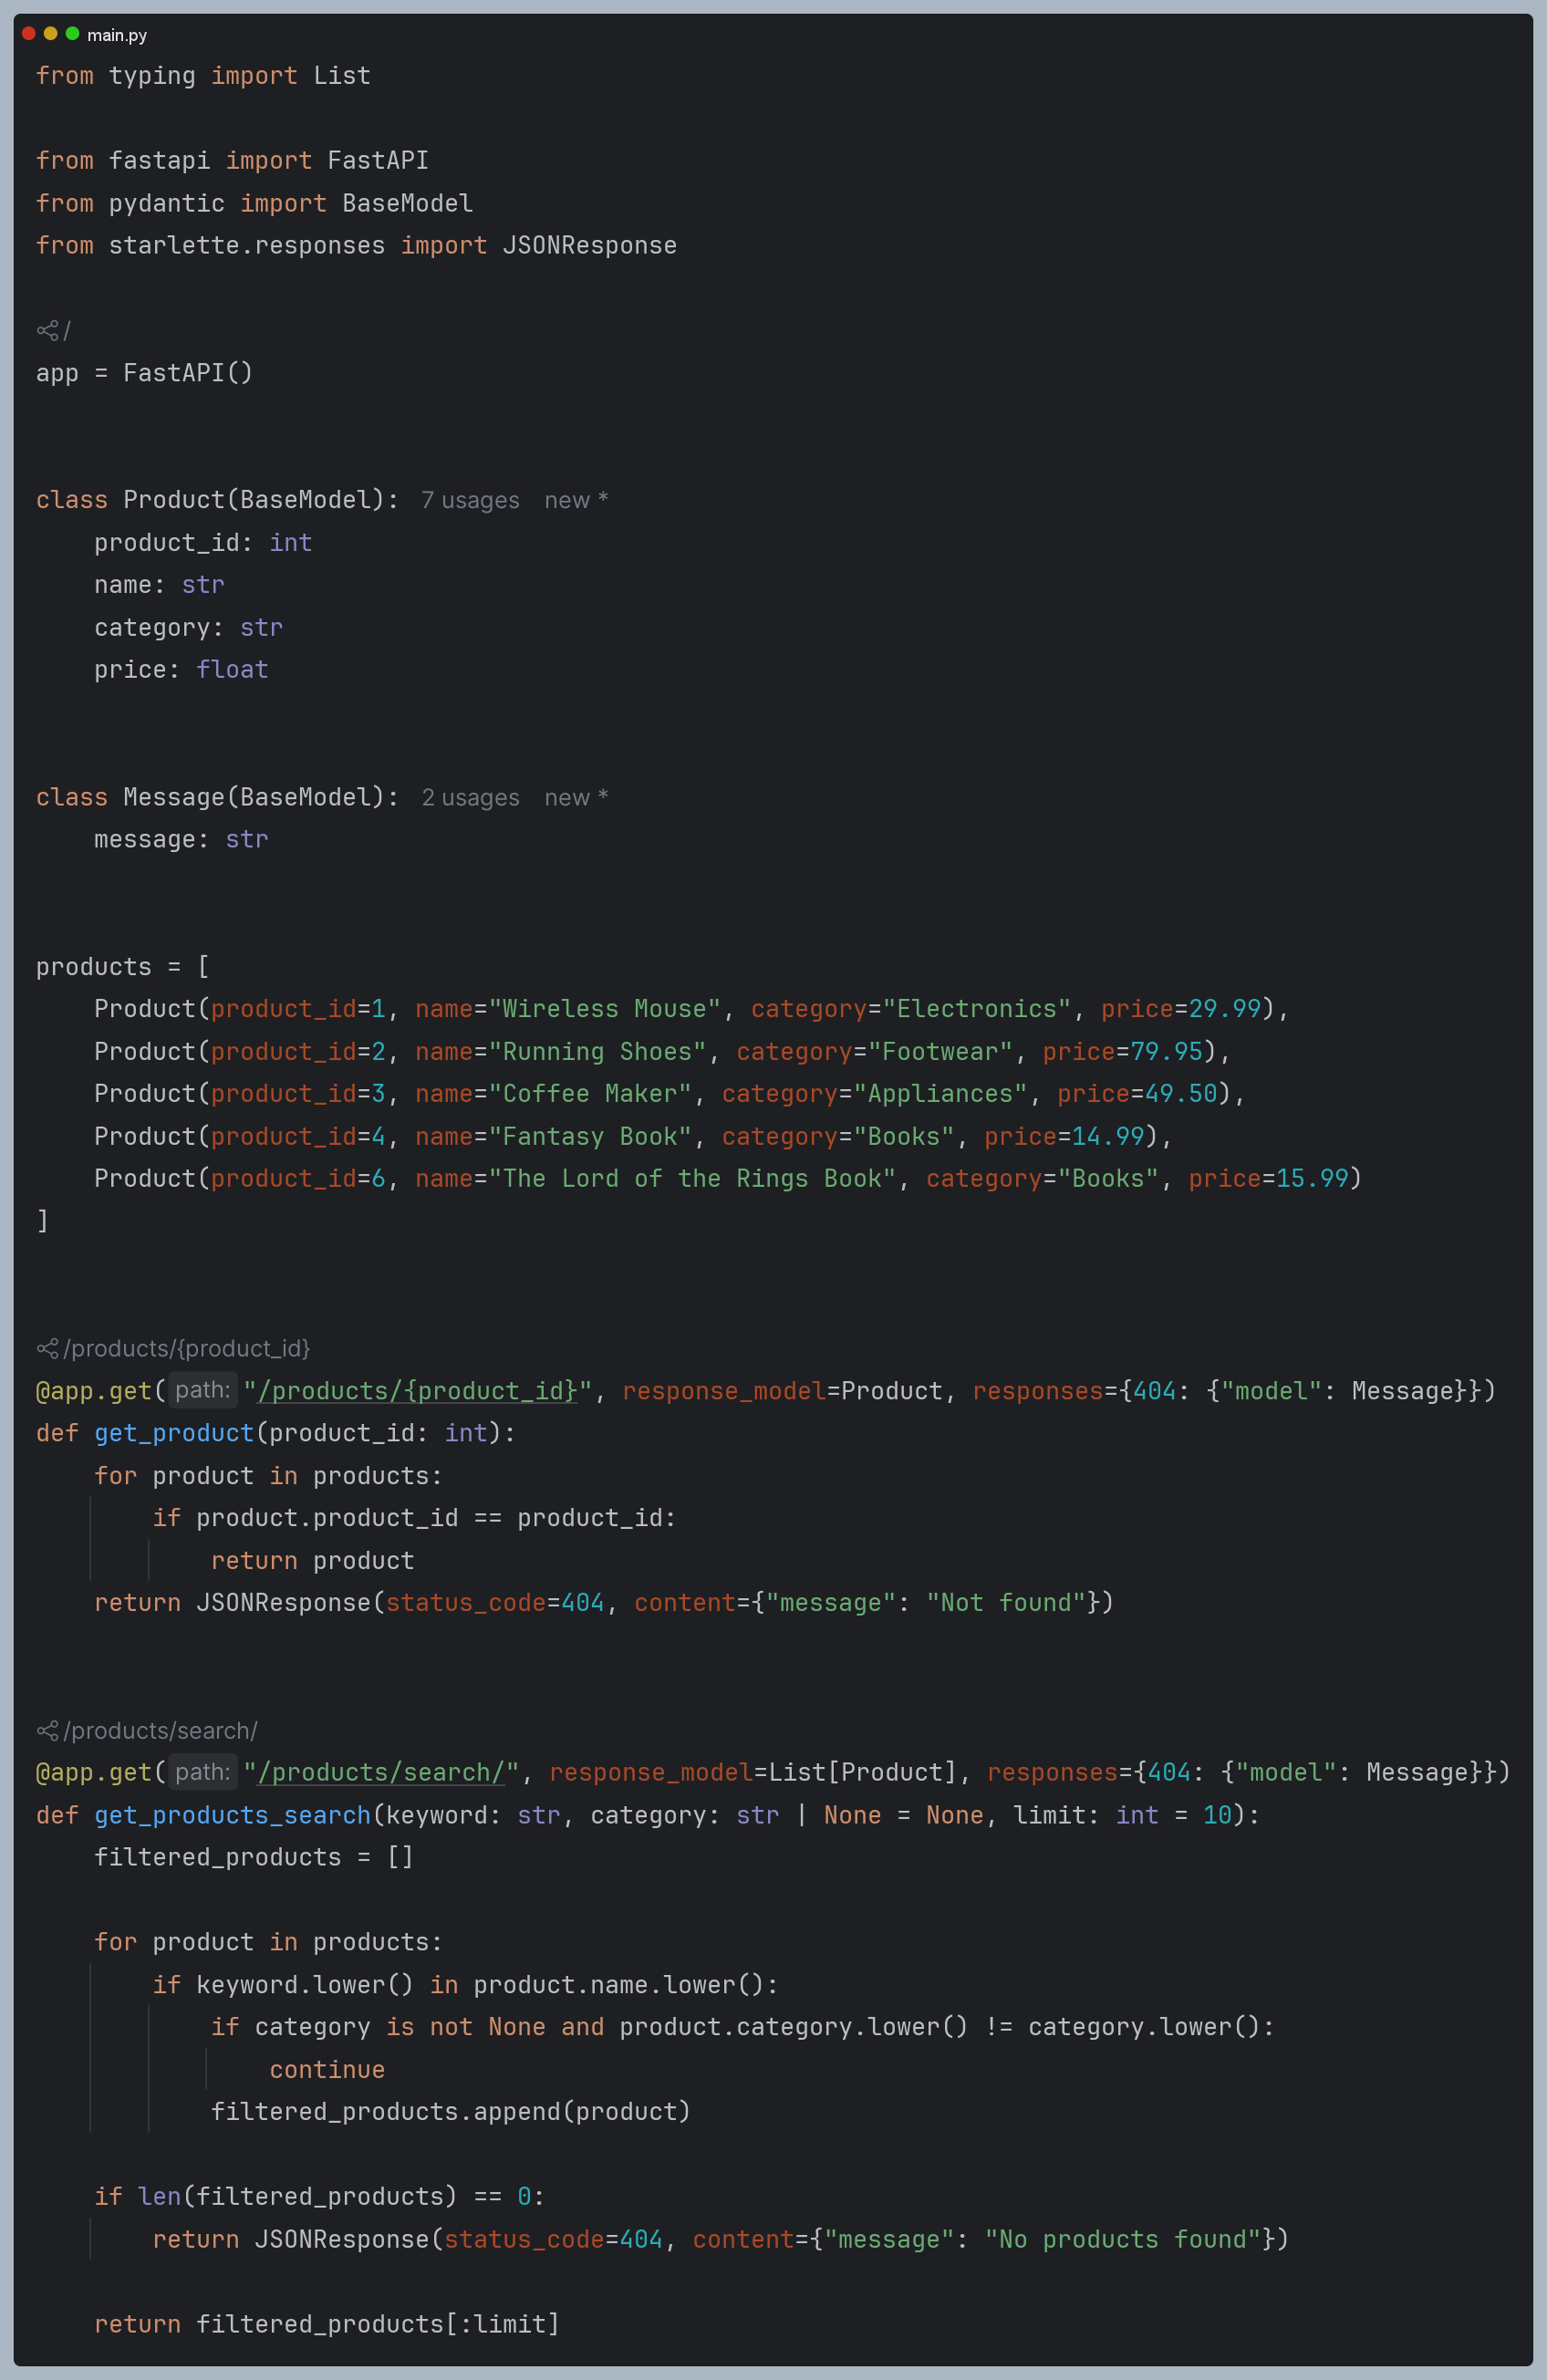 main.py
from typing import List
from fastapi import FastAPI
from pydantic import BaseModel
from starlette.responses import JSONResponse
/
app = FastAPI()
class Product(BaseModel): 7 usages new *
    product_id: int
    name: str
    category: str
    price: float
class Message(BaseModel): 2 usages new *
    message: str
products = [
    Product(product_id=1, name="Wireless Mouse", category="Electronics", price=29.99),
    Product(product_id=2, name="Running Shoes", category="Footwear", price=79.95),
    Product(product_id=3, name="Coffee Maker", category="Appliances", price=49.50),
    Product(product_id=4, name="Fantasy Book", category="Books", price=14.99),
    Product(product_id=6, name="The Lord of the Rings Book", category="Books", price=15.99)
]
/products/{product_id}
@app.get(path: "/products/{product_id}", response_model=Product, responses={404: {"model": Message}})
def get_product(product_id: int):
    for product in products:
        if product.product_id == product_id:
            return product
    return JSONResponse(status_code=404, content={"message": "Not found"})
/products/search/
@app.get(path: "/products/search/", response_model=List[Product], responses={404: {"model": Message}})
def get_products_search(keyword: str, category: str | None = None, limit: int = 10):
    filtered_products = []
    for product in products:
        if keyword.lower() in product.name.lower():
            if category is not None and product.category.lower() != category.lower():
                continue
            filtered_products.append(product)
    if len(filtered_products) == 0:
        return JSONResponse(status_code=404, content={"message": "No products found"})
    return filtered_products[:limit]